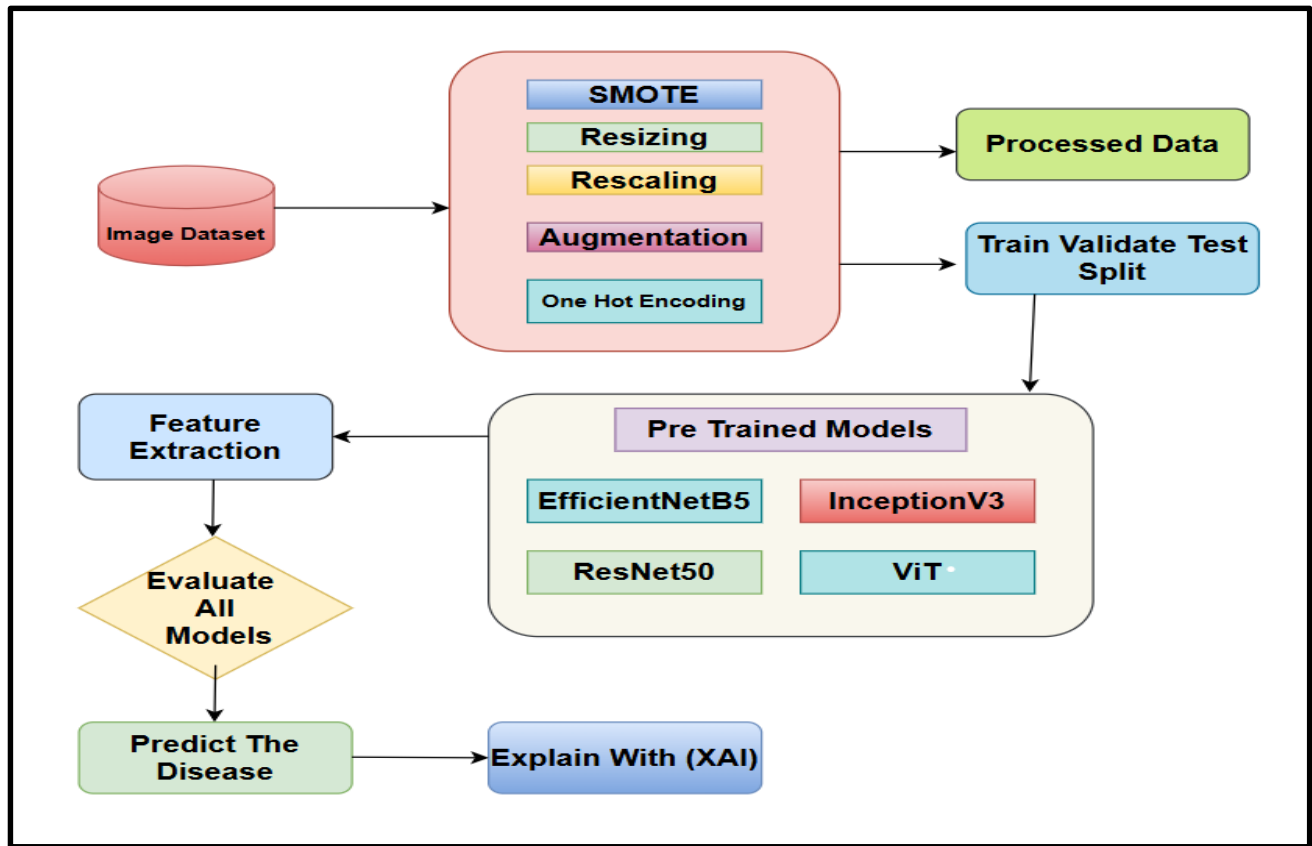 Image Dataset
SMOTE
Resizing
Rescaling
Augmentation
One Hot Encoding
Processed Data
Train Validate Test
Split
Pre Trained Models
EfficientNetB5
InceptionV3
ResNet50
ViT
Feature
Extraction
Evaluate
All
Models
Predict The
Disease
Explain With (XAI)